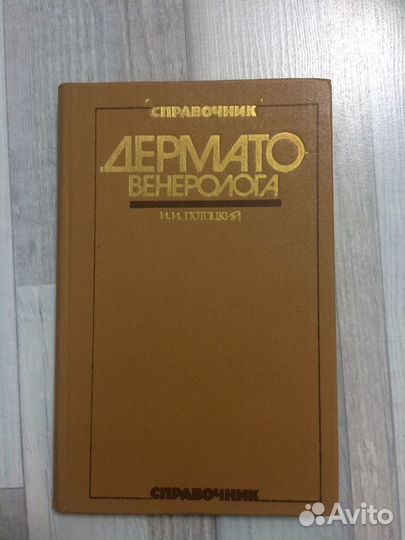 СПРАВОЧНИК
ДЕРМАТО
ВЕНЕРОЛОГА
И.И. ПОТОЦКИЙ
СПРАВОЧНИК
Avito